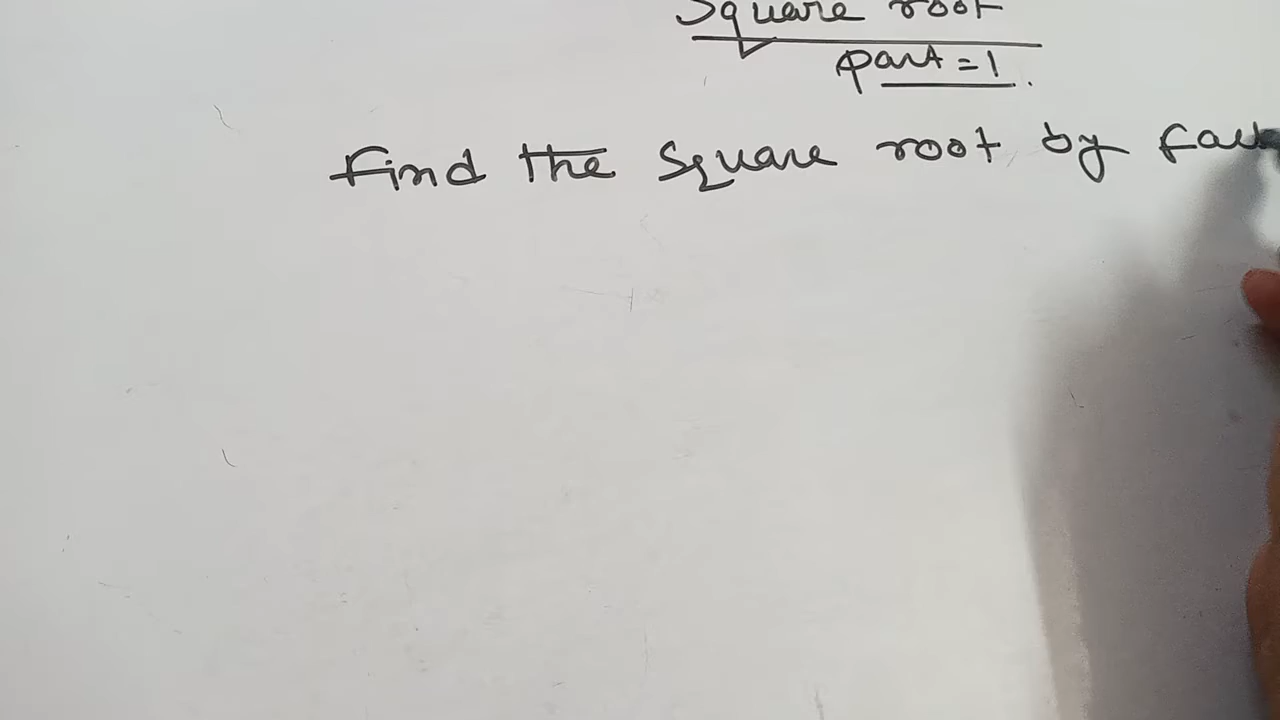 Square root
Part = 1.
Find the Square root by